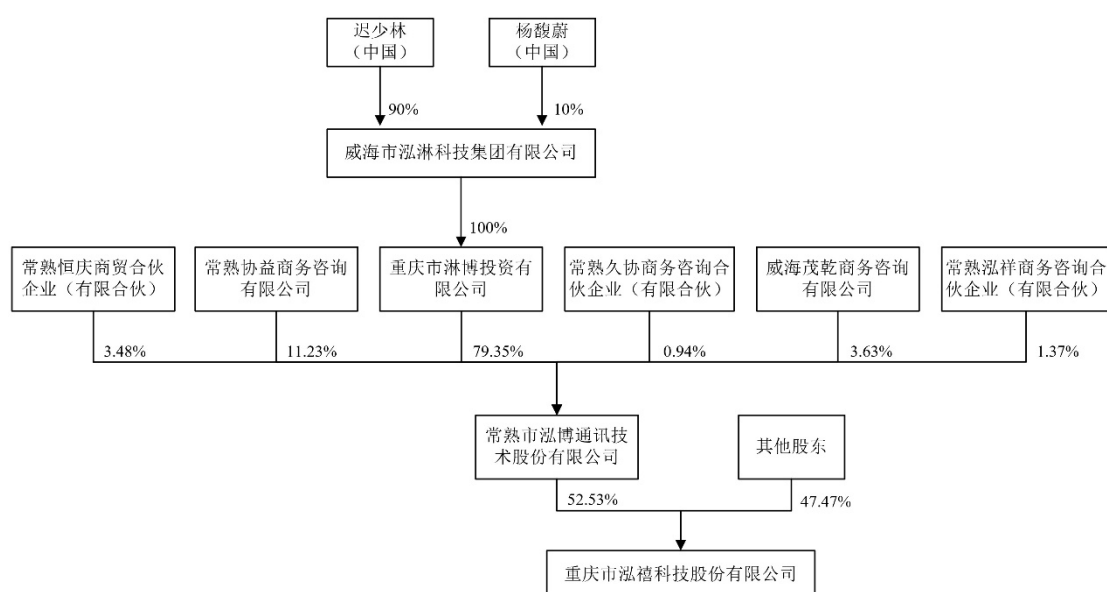 迟少林
（中国）
杨馥蔚
（中国）
90%
10%
威海市泓淋科技集团有限公司
100%
常熟恒庆商贸合伙
企业（有限合伙）
常熟协益商务咨询
有限公司
重庆市淋博投资有
限公司
常熟久协商务咨询合
伙企业（有限合伙）
威海茂乾商务咨询
有限公司
常熟泓祥商务咨询合
伙企业（有限合伙）
3.48%
11.23%
79.35%
0.94%
3.63%
1.37%
常熟市泓博通讯技
术股份有限公司
其他股东
52.53%
47.47%
重庆市泓禧科技股份有限公司